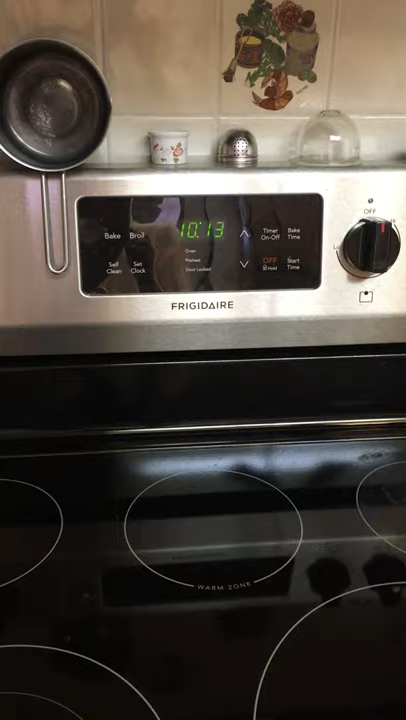 Bake Broil
10:13
Timer
On-Off
Bake
Time
Self
Clean
Set
Clock
Oven
Preheat
Door Locked
OFF
Hold
Start
Time
OFF
HI
FRIGIDAIRE
WARM ZONE